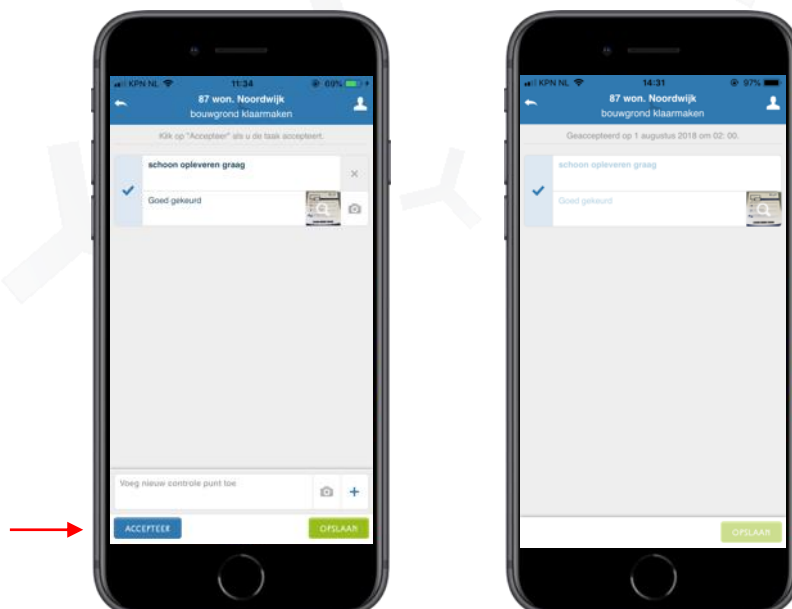 KPN NL 11:34 69%
87 won. Noordwijk
bouwgrond klaarmaken
Klik op "Accepteer" als u de taak accepteert.
schoon opleveren graag
Goed gekeurd
Voeg nieuw controle punt toe
ACCEPTEER OPSLAAN
KPN NL 14:31 97%
87 won. Noordwijk
bouwgrond klaarmaken
Geaccepteerd op 1 augustus 2018 om 02: 00.
schoon opleveren graag
Goed gekeurd
OPSLAAN